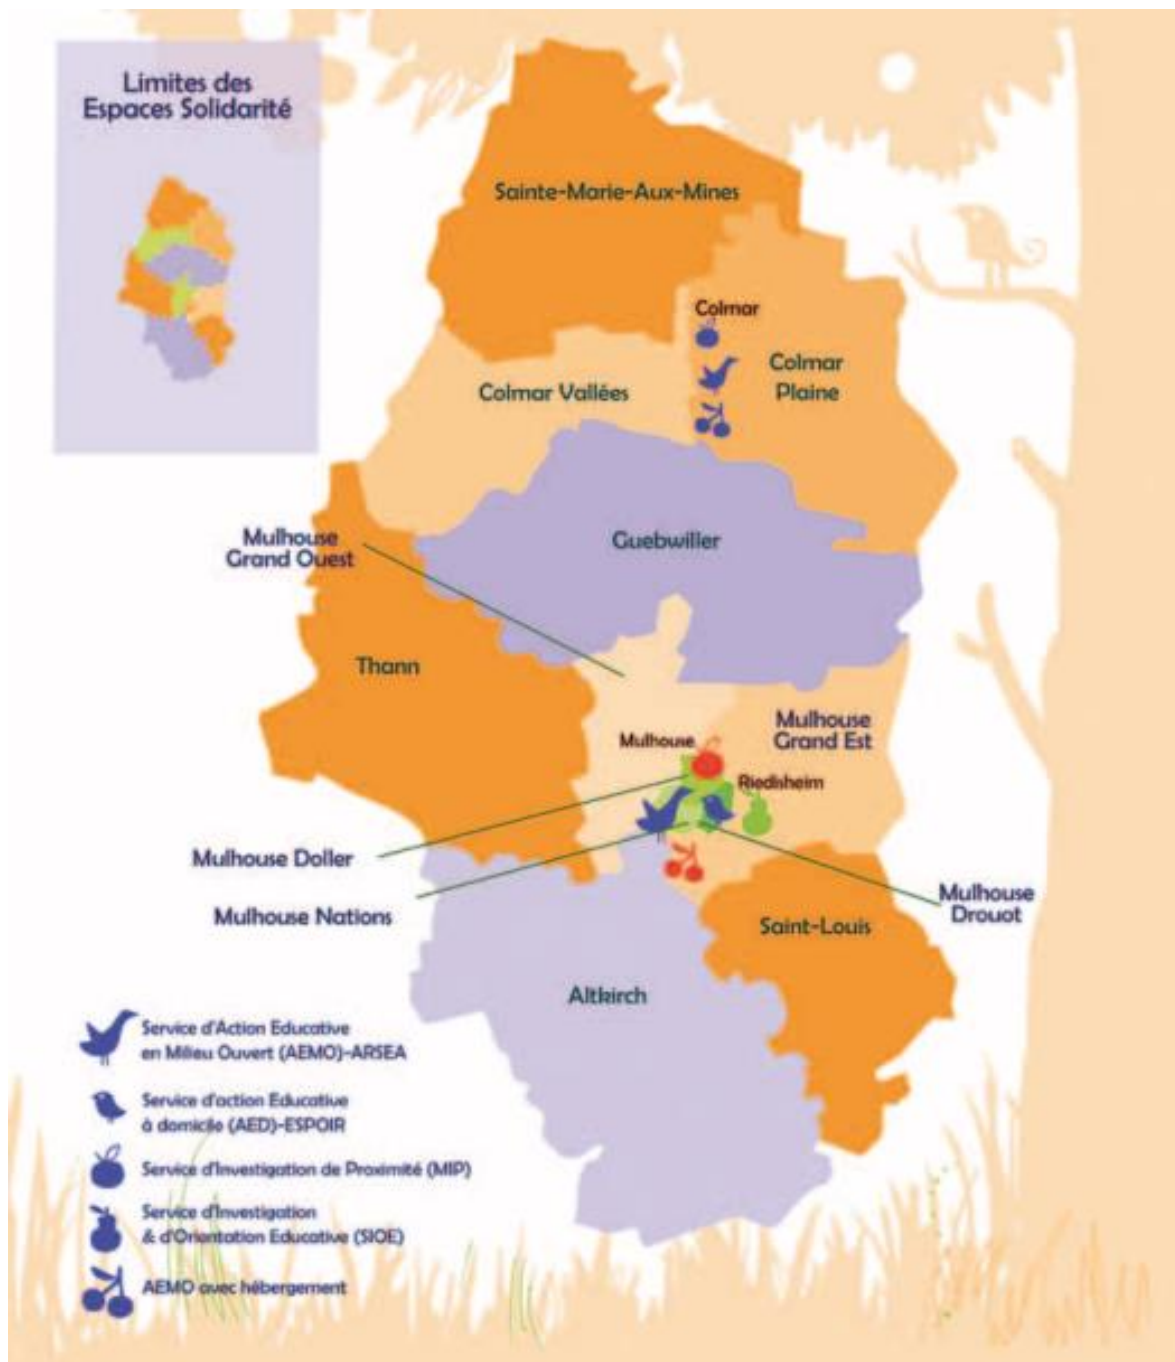 Limites des
Espaces Solidarité
Sainte-Marie-Aux-Mines
Colmar
Colmar
Plaine
Colmar Vallées
Guebwiller
Mulhouse
Grand Ouest
Thann
Mulhouse
Grand Est
Mulhouse
Riedisheim
Mulhouse Doller
Mulhouse Nations
Mulhouse
Drouot
Saint-Louis
Altkirch
Service d'Action Educative
en Milieu Ouvert (AEMO)-ARSEA
Service d'action Educative
à domicile (AED)-ESPOIR
Service d'Investigation de Proximité (MIP)
Service d'Investigation
& d'Orientation Educative (SIOE)
AEMO avec hébergement